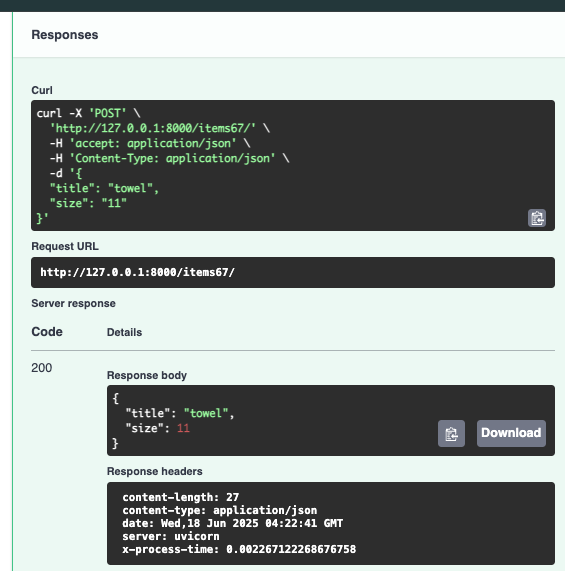 Responses
Curl
curl -X 'POST' \
  'http://127.0.0.1:8000/items67/' \
  -H 'accept: application/json' \
  -H 'Content-Type: application/json' \
  -d '{
  "title": "towel",
  "size": "11"
}'
Request URL
http://127.0.0.1:8000/items67/
Server response
Code Details
200
Response body
{
  "title": "towel",
  "size": 11
}
Download
Response headers
content-length: 27
content-type: application/json
date: Wed,18 Jun 2025 04:22:41 GMT
server: uvicorn
x-process-time: 0.002267122268676758